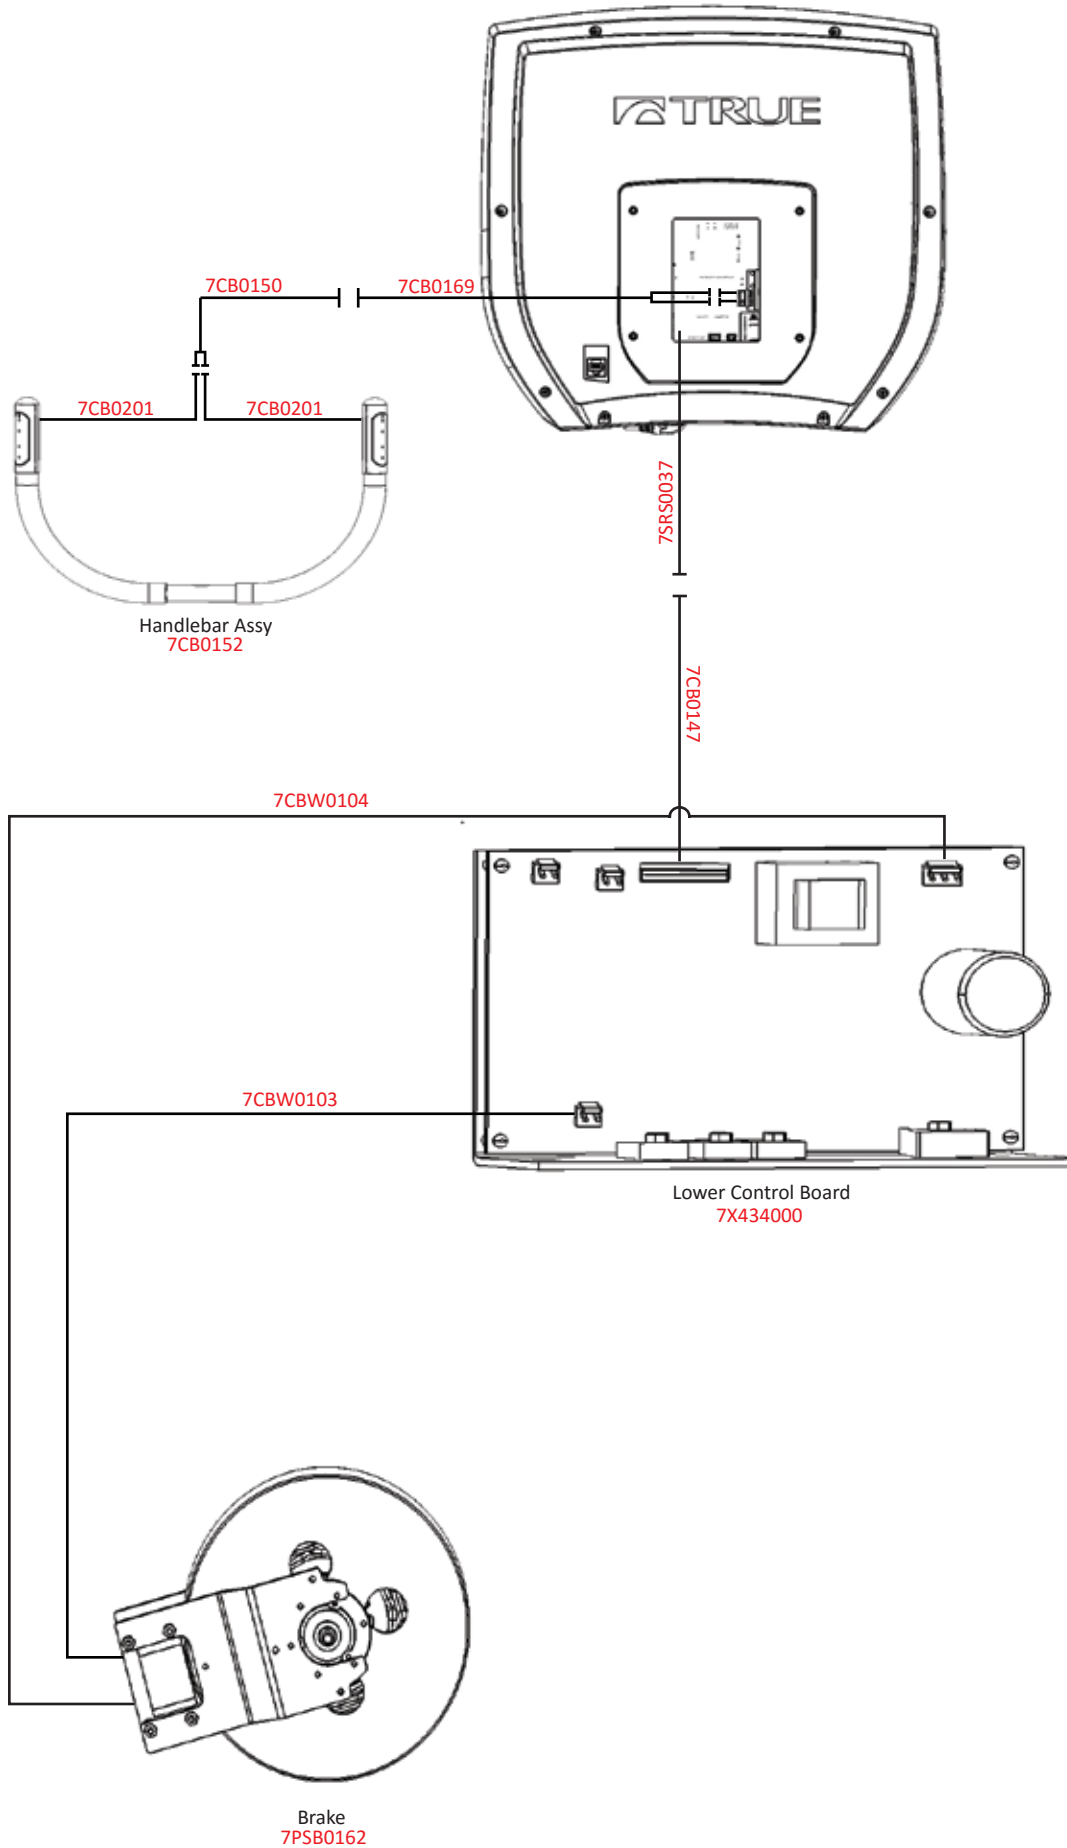 TRUE
7CB0150
7CB0169
7CB0201
7CB0201
7SRS0037
Handlebar Assy
7CB0152
7CB0147
7CBW0104
7CBW0103
Lower Control Board
7X434000
Brake
7PSB0162